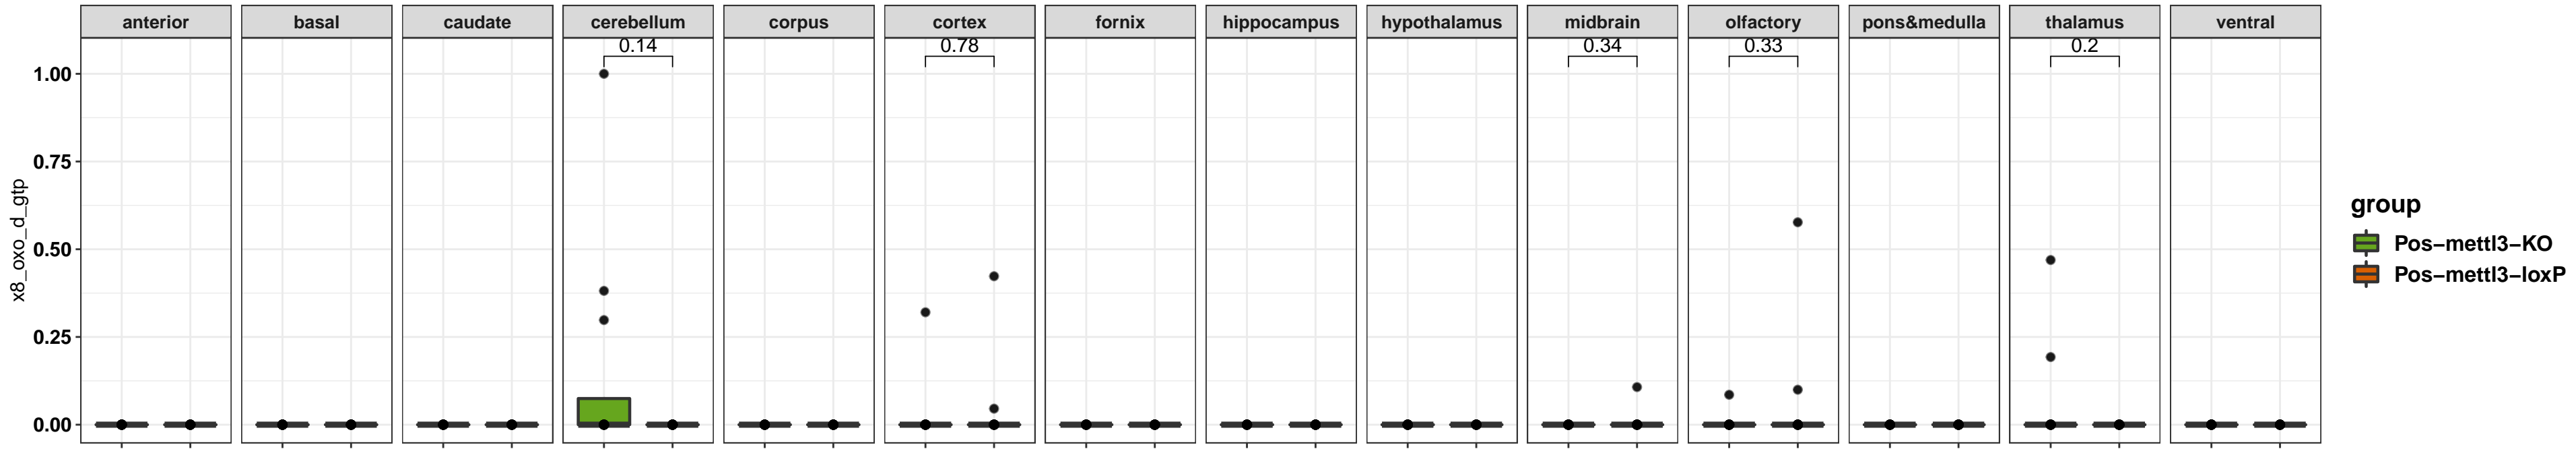 anterior basal caudate cerebellum corpus cortex fornix hippocampus hypothalamus midbrain olfactory pons&medulla thalamus ventral
0.14 0.78 0.34 0.33 0.2
1.00
0.75
0.50
0.25
0.00
x8_oxo_d_gtp
group
Pos−mettl3−KO
Pos−mettl3−loxP